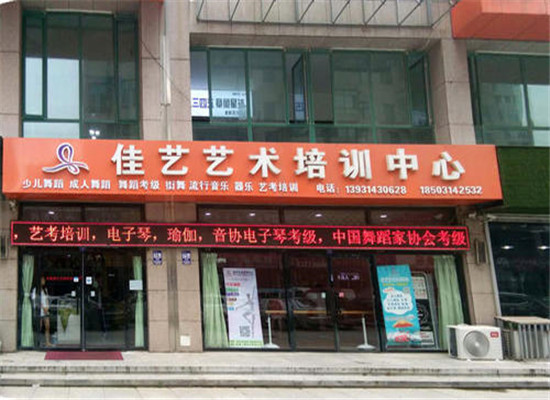 佳艺艺术培训中心
少儿舞蹈 成人舞蹈 舞蹈考级 街舞 流行音乐 器乐 艺考培训 电话：13931430628 18503142532
，艺考培训，电子琴，瑜伽，音协电子琴考级，中国舞蹈家协会考级